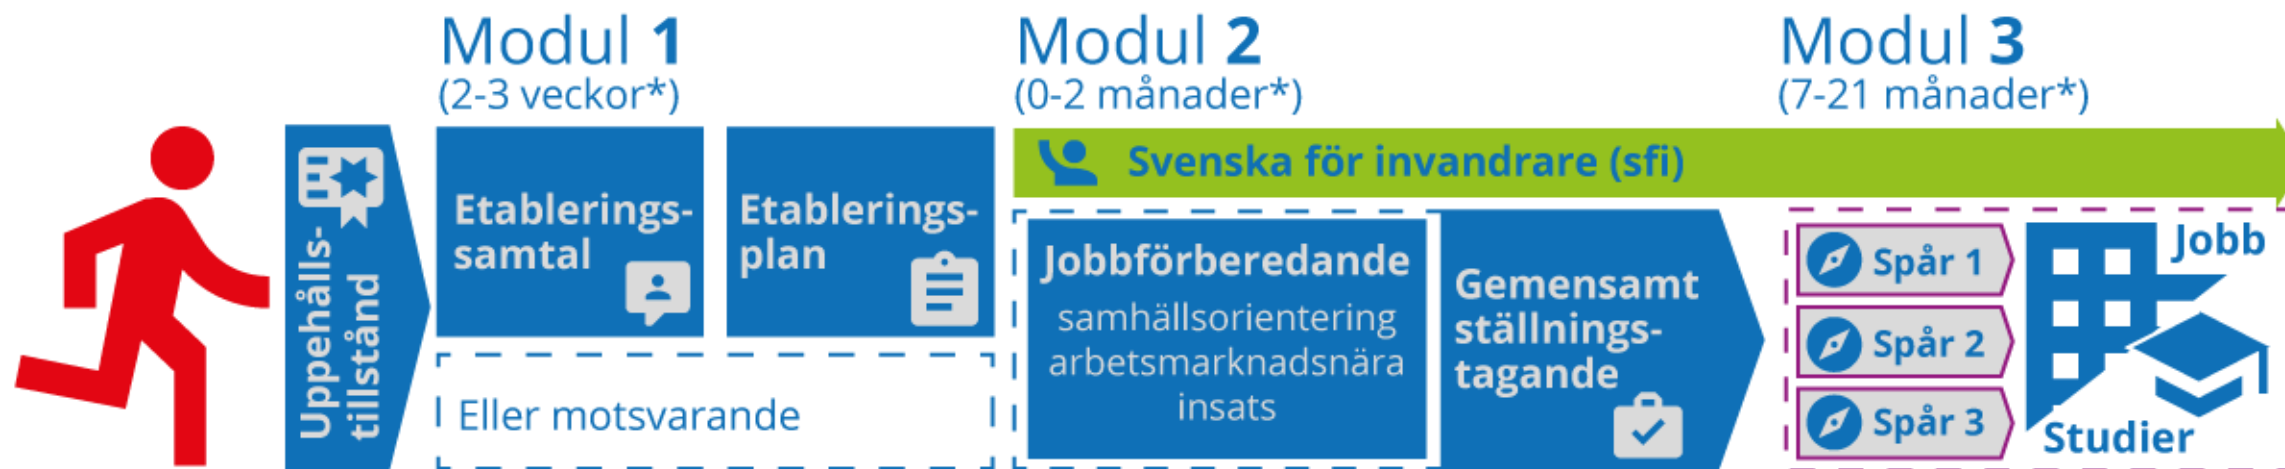 Modul 1
(2-3 veckor*)
Modul 2
(0-2 månader*)
Modul 3
(7-21 månader*)
Uppehålls-
tillstånd
Etablerings-
samtal
Etablerings-
plan
Eller motsvarande
Svenska för invandrare (sfi)
Jobbförberedande
samhällsorientering
arbetsmarknadsnära
insats
Gemensamt
ställnings-
tagande
Spår 1
Spår 2
Spår 3
Jobb
Studier